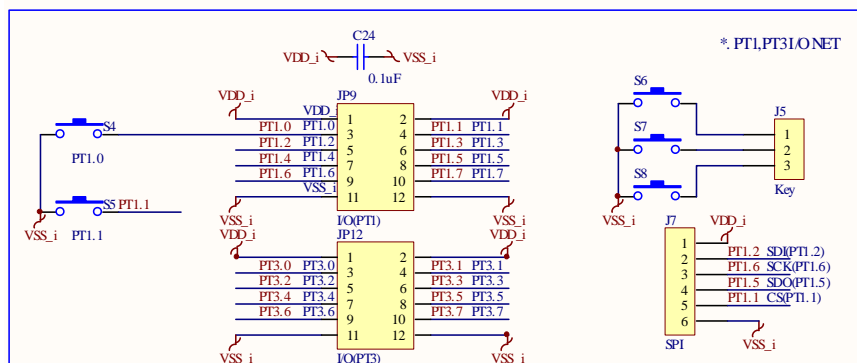 C24
*. PT1,PT3 I/O NET
VDD_i VSS_i
0.1uF
VDD_i JP9 VDD_i
VDD_i 1 2
S4 PT1.0 PT1.0 3 4 PT1.1 PT1.1
PT1.2 PT1.2 5 6 PT1.3 PT1.3
PT1.0 PT1.4 PT1.4 7 8 PT1.5 PT1.5
PT1.6 PT1.6 9 10 PT1.7 PT1.7
VSS_i 11 12
S5 PT1.1
VSS_i PT1.1
VSS_i I/O(PT1) VSS_i
VDD_i JP12 VDD_i
1 2
PT3.0 PT3.0 3 4 PT3.1 PT3.1
PT3.2 PT3.2 5 6 PT3.3 PT3.3
PT3.4 PT3.4 7 8 PT3.5 PT3.5
PT3.6 PT3.6 9 10 PT3.7 PT3.7
11 12
VSS_i I/O(PT3) VSS_i
S6
J5
S7 1
2
S8 3
VSS_i Key
J7 VDD_i
1
PT1.2 SDI(PT1.2) 2
PT1.6 SCK(PT1.6) 3
PT1.5 SDO(PT1.5) 4
PT1.1 CS(PT1.1) 5
6
SPI VSS_i